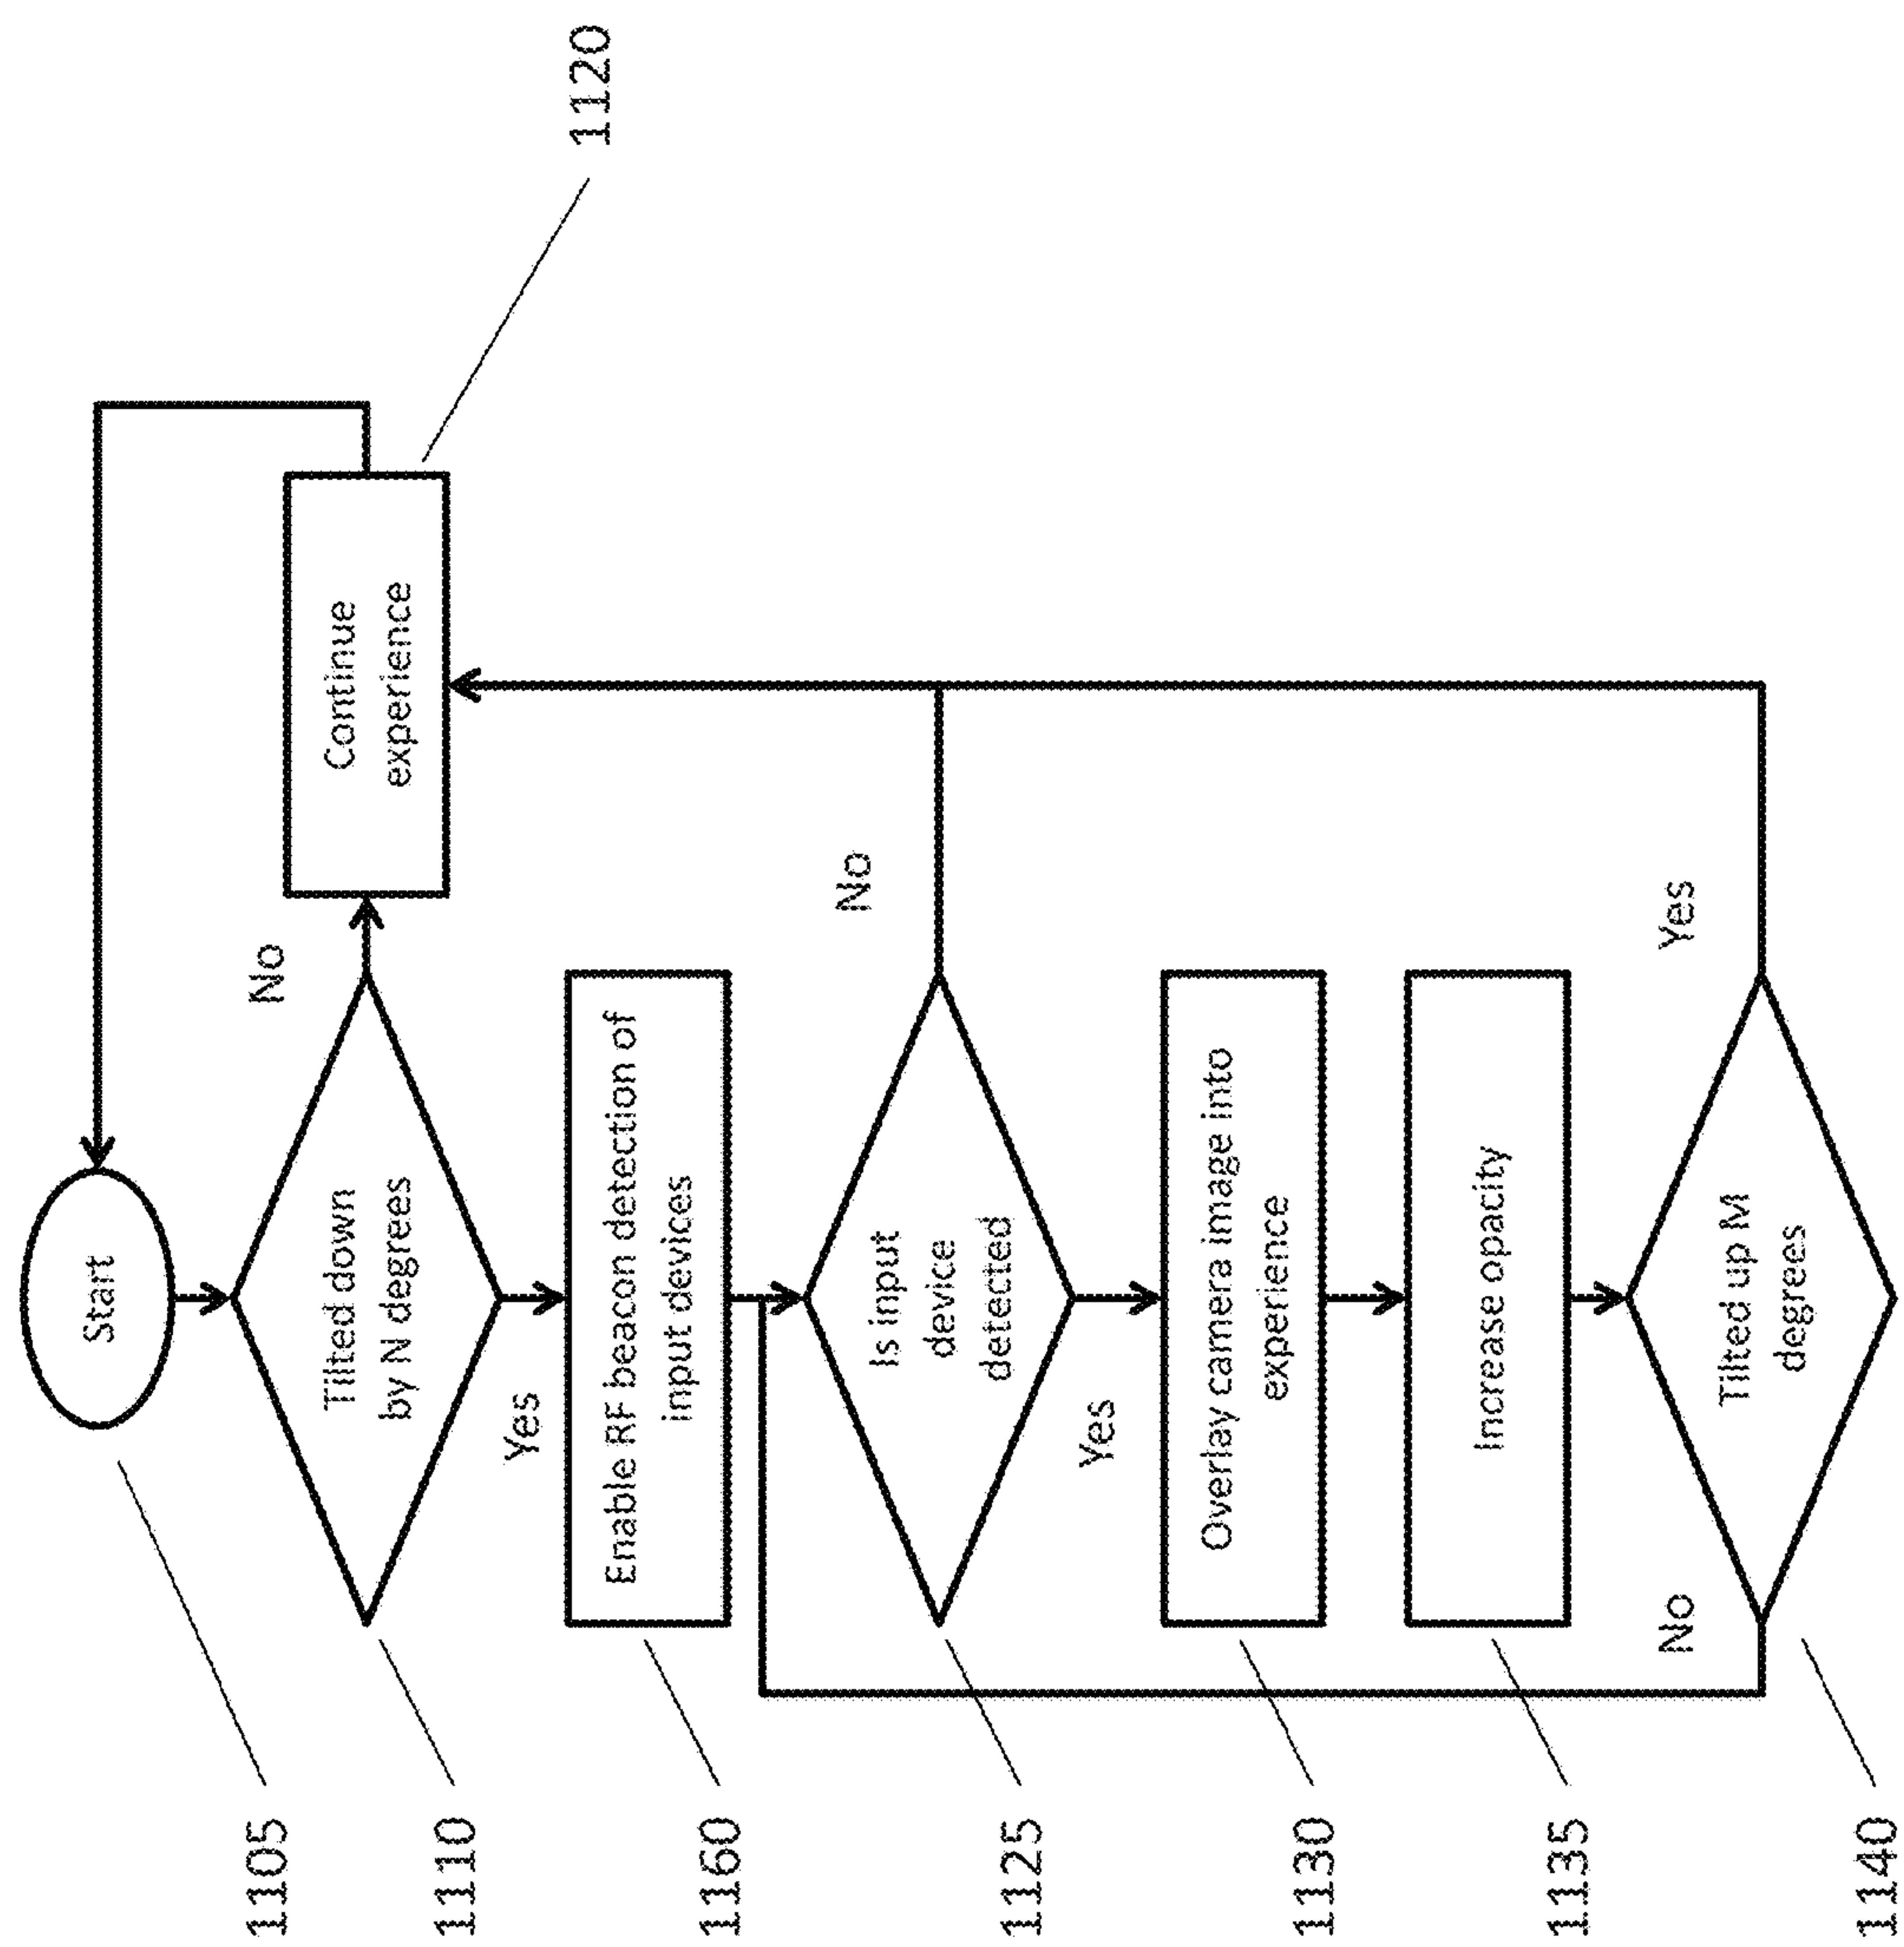 Start
1105
Tilted down
by N degrees
1110
No
Continue
experience
1120
Yes
Enable RF beacon detection of
input devices
1160
Is input
device
detected
1125
No
Yes
Overlay camera image into
experience
1130
Increase opacity
1135
Tilted up M
degrees
1140
No
Yes